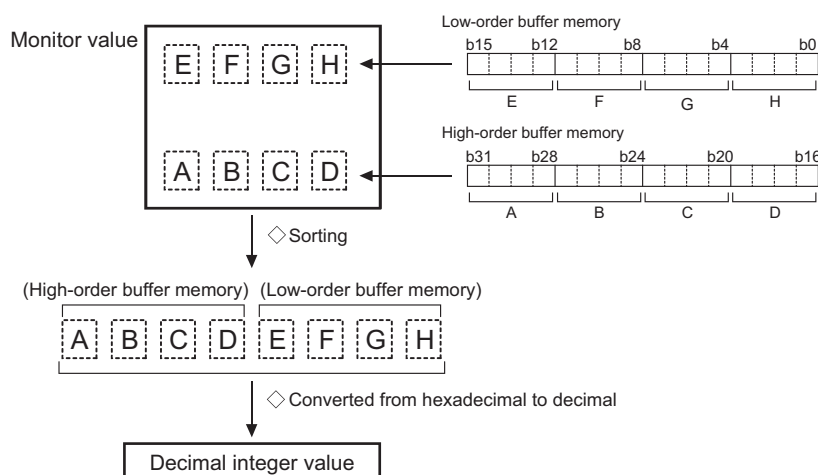 Low-order buffer memory
Monitor value
b15 b12 b8 b4 b0
E F G H
E F G H
High-order buffer memory
b31 b28 b24 b20 b16
A B C D
A B C D
◇ Sorting
(High-order buffer memory) (Low-order buffer memory)
A B C D E F G H
◇ Converted from hexadecimal to decimal
Decimal integer value